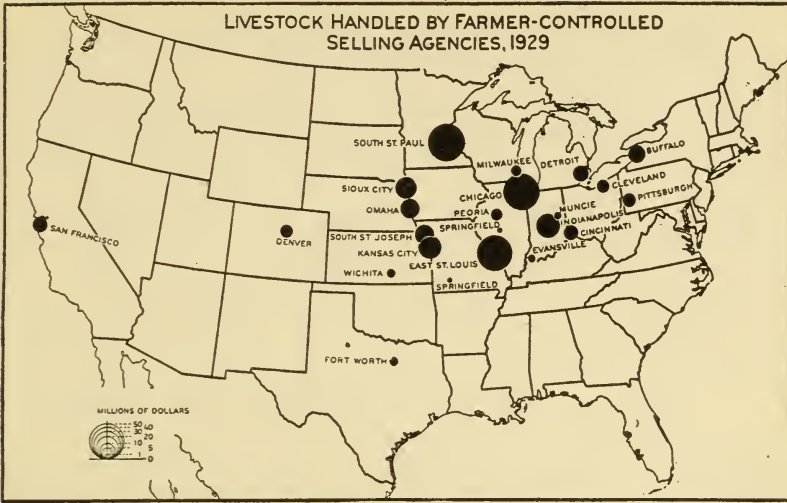 LIVESTOCK HANDLED BY FARMER-CONTROLLED
SELLING AGENCIES, 1929
SOUTH ST. PAUL
MILWAUKEE
DETROIT
BUFFALO
SIOUX CITY
CHICAGO
CLEVELAND
OMAHA
PEORIA
MUNCIE
PITTSBURGH
SPRINGFIELD
INDIANAPOLIS
SAN FRANCISCO
DENVER
SOUTH ST. JOSEPH
CINCINNATI
KANSAS CITY
EVANSVILLE
EAST ST. LOUIS
WICHITA
SPRINGFIELD
FORT WORTH
MILLIONS OF DOLLARS
50 40
30 20
10 5
1 0